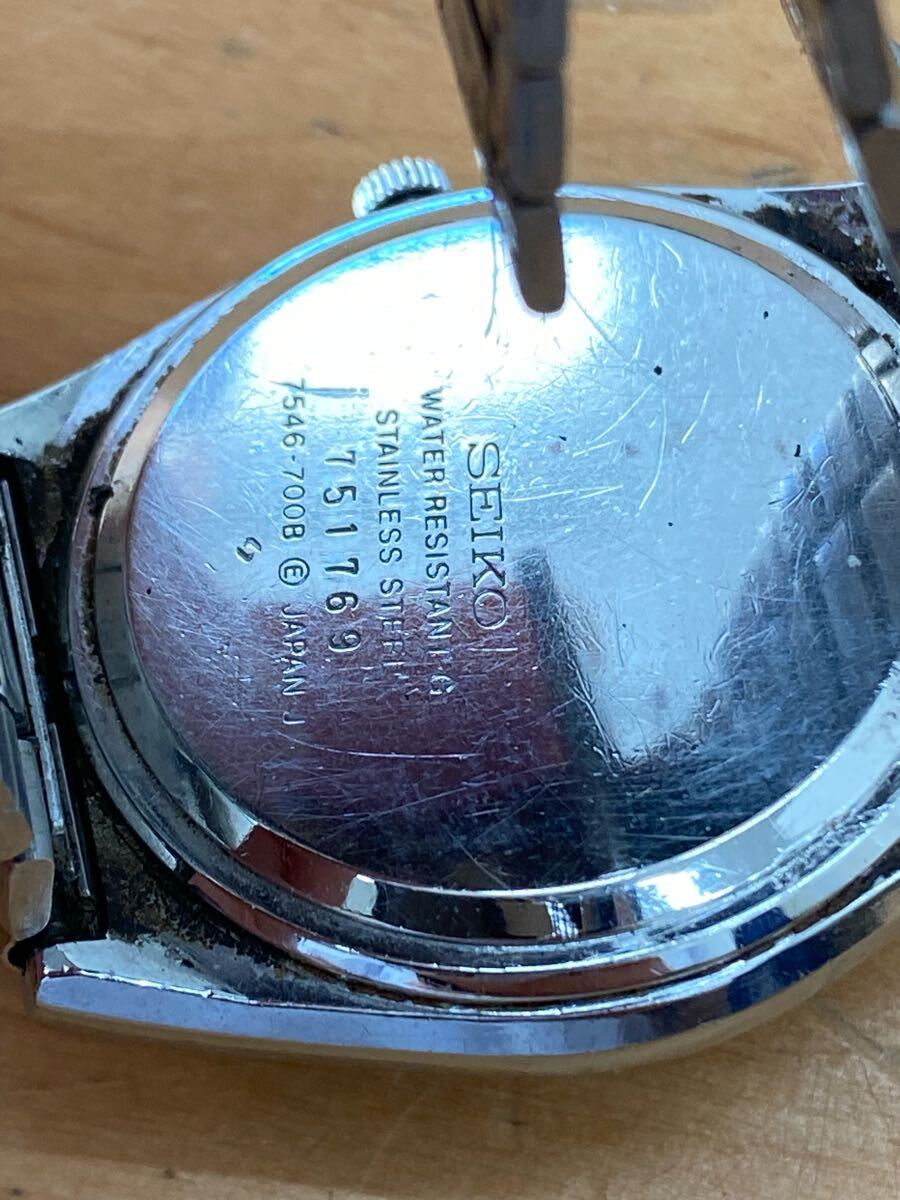 SEIKO
WATER RESISTANT G
STAINLESS STEEL
751769
7546-700B Ⓔ JAPAN J